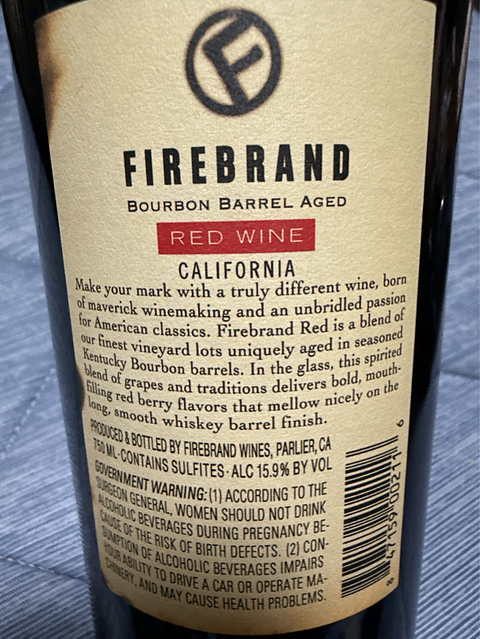 F
FIREBRAND
BOURBON BARREL AGED
RED WINE
CALIFORNIA
Make your mark with a truly different wine, born
of maverick winemaking and an unbridled passion
for American classics. Firebrand Red is a blend of
our finest vineyard lots uniquely aged in seasoned
Kentucky Bourbon barrels. In the glass, this spirited
blend of grapes and traditions delivers bold, mouth-
filling red berry flavors that mellow nicely on the
long, smooth whiskey barrel finish.
PRODUCED & BOTTLED BY FIREBRAND WINES, PARLIER, CA
750 ML · CONTAINS SULFITES · ALC 15.9% BY VOL
GOVERNMENT WARNING: (1) ACCORDING TO THE
SURGEON GENERAL, WOMEN SHOULD NOT DRINK
ALCOHOLIC BEVERAGES DURING PREGNANCY BE-
CAUSE OF THE RISK OF BIRTH DEFECTS. (2) CON-
SUMPTION OF ALCOHOLIC BEVERAGES IMPAIRS
YOUR ABILITY TO DRIVE A CAR OR OPERATE MA-
CHINERY, AND MAY CAUSE HEALTH PROBLEMS.
8 47159 00211 6